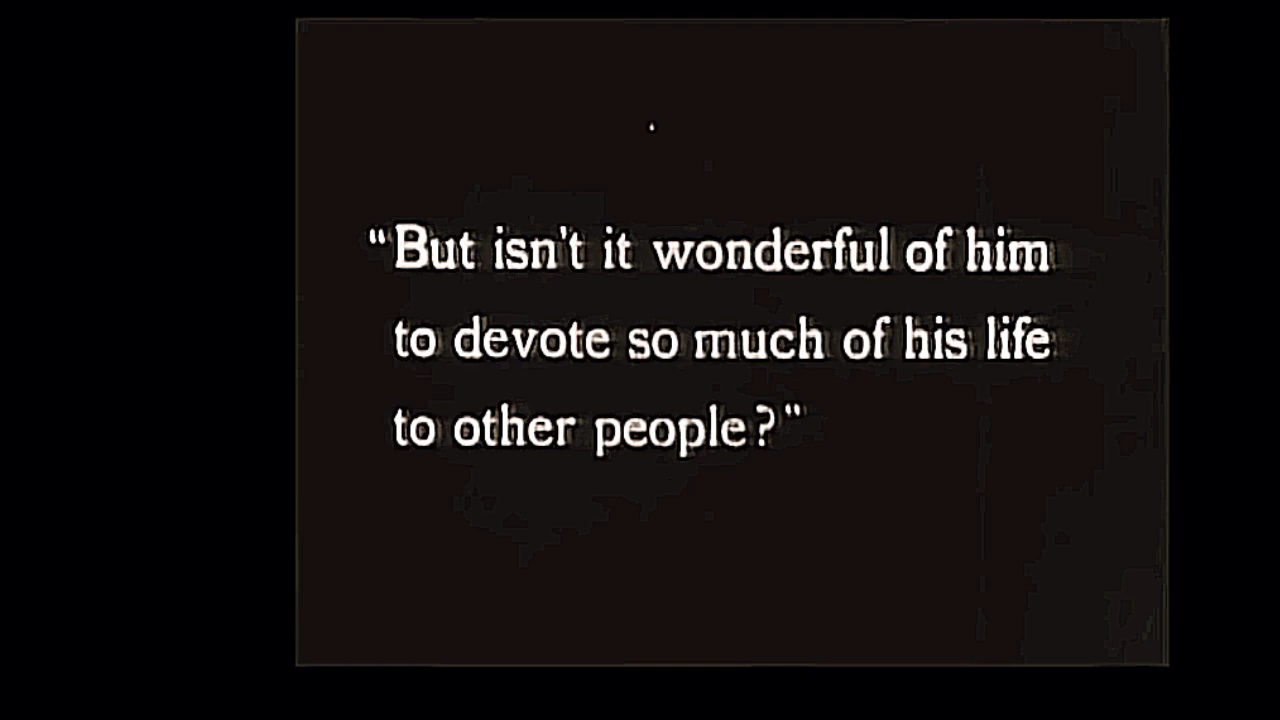 "But isn't it wonderful of him
to devote so much of his life
to other people?"